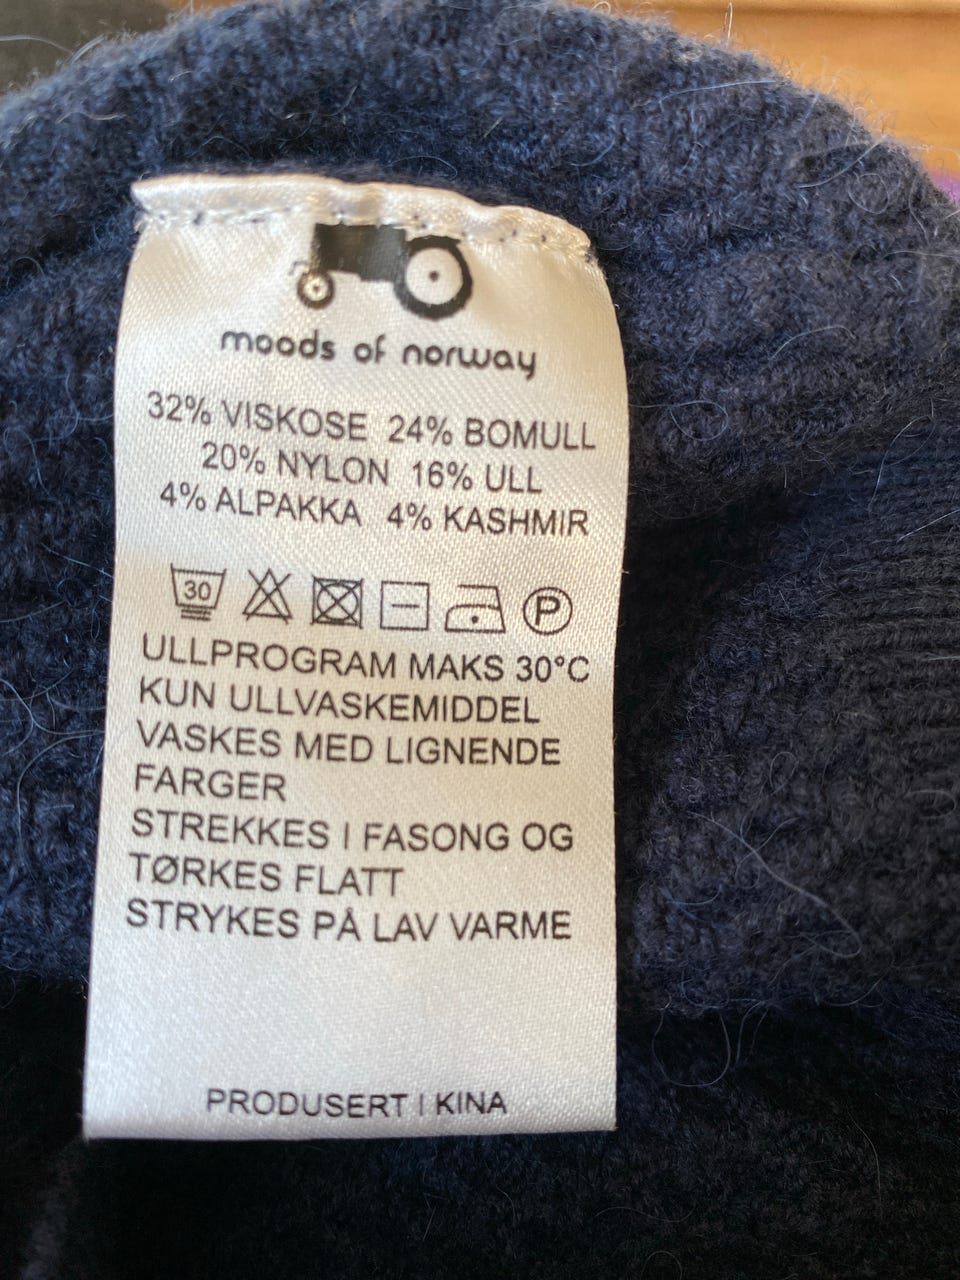 moods of norway
32% VISKOSE 24% BOMULL
20% NYLON 16% ULL
4% ALPAKKA 4% KASHMIR
30 P
ULLPROGRAM MAKS 30°C
KUN ULLVASKEMIDDEL
VASKES MED LIGNENDE
FARGER
STREKKES I FASONG OG
TØRKES FLATT
STRYKES PÅ LAV VARME
PRODUSERT I KINA